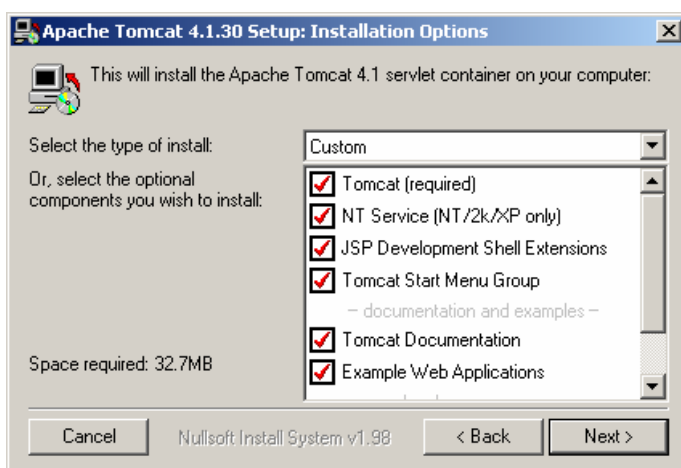 Apache Tomcat 4.1.30 Setup: Installation Options
This will install the Apache Tomcat 4.1 servlet container on your computer:
Select the type of install:
Custom
Or, select the optional
components you wish to install:
Tomcat (required)
NT Service (NT/2k/XP only)
JSP Development Shell Extensions
Tomcat Start Menu Group
– documentation and examples –
Tomcat Documentation
Example Web Applications
Space required: 32.7MB
Cancel
Nullsoft Install System v1.98
< Back
Next >